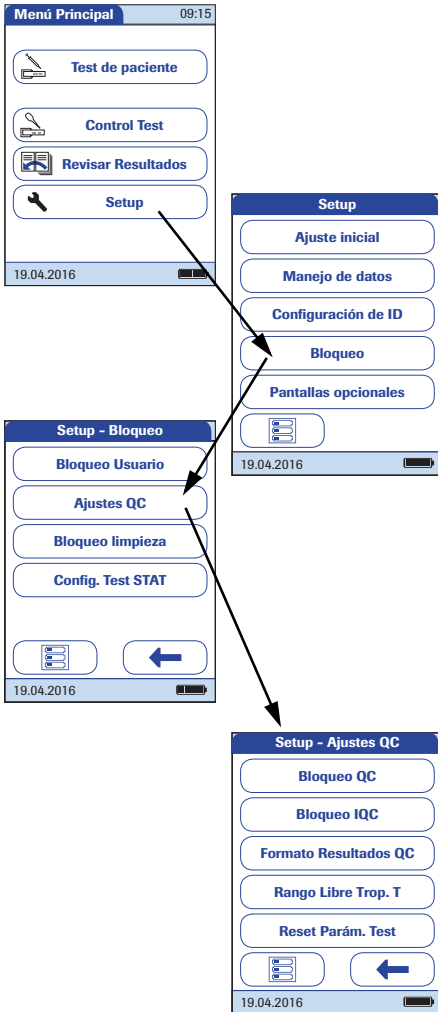 Menú Principal 09:15
Test de paciente
Control Test
Revisar Resultados
Setup
19.04.2016
Setup
Ajuste inicial
Manejo de datos
Configuración de ID
Bloqueo
Pantallas opcionales
19.04.2016
Setup - Bloqueo
Bloqueo Usuario
Ajustes QC
Bloqueo limpieza
Config. Test STAT
19.04.2016
Setup - Ajustes QC
Bloqueo QC
Bloqueo IQC
Formato Resultados QC
Rango Libre Trop. T
Reset Parám. Test
19.04.2016